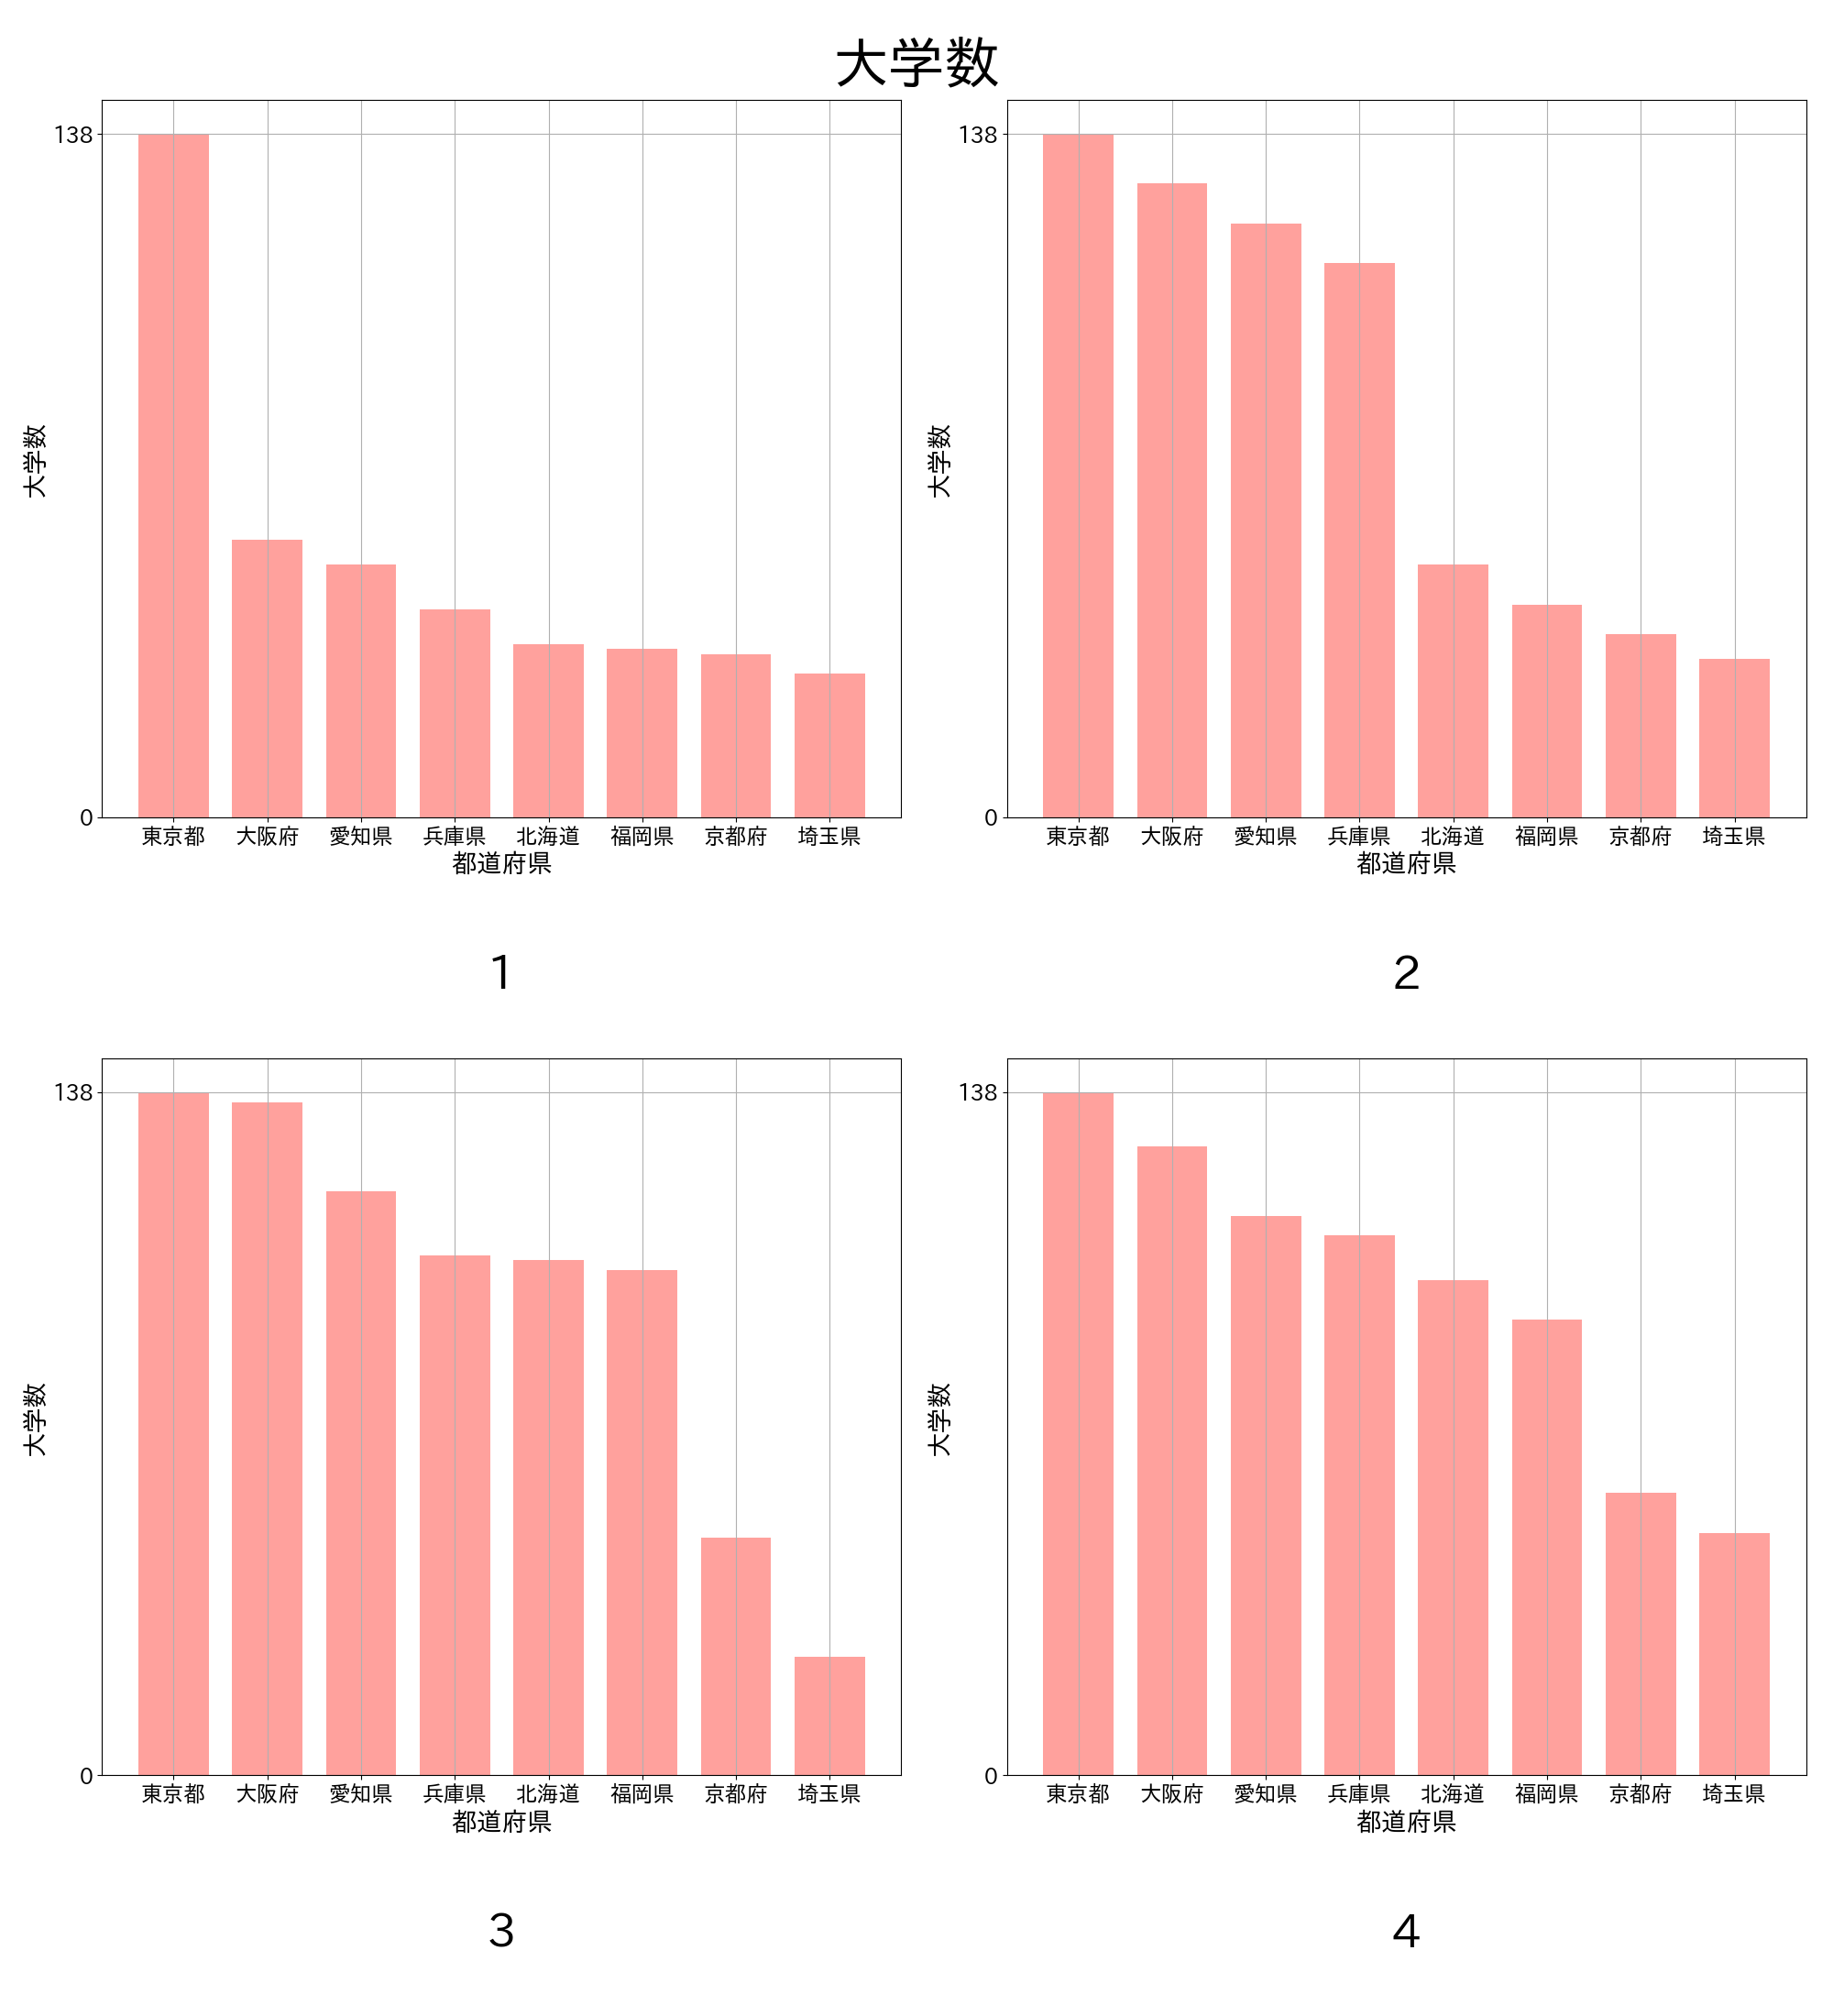 大学数
138
大学数
0
東京都 大阪府 愛知県 兵庫県 北海道 福岡県 京都府 埼玉県
都道府県
1
138
大学数
0
東京都 大阪府 愛知県 兵庫県 北海道 福岡県 京都府 埼玉県
都道府県
2
138
大学数
0
東京都 大阪府 愛知県 兵庫県 北海道 福岡県 京都府 埼玉県
都道府県
3
138
大学数
0
東京都 大阪府 愛知県 兵庫県 北海道 福岡県 京都府 埼玉県
都道府県
4